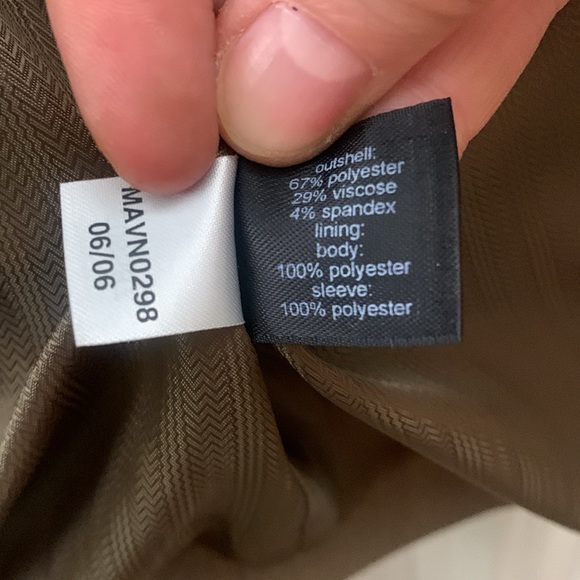 MAVN0298
06/06
outshell:
67% polyester
29% viscose
4% spandex
lining:
body:
100% polyester
sleeve:
100% polyester